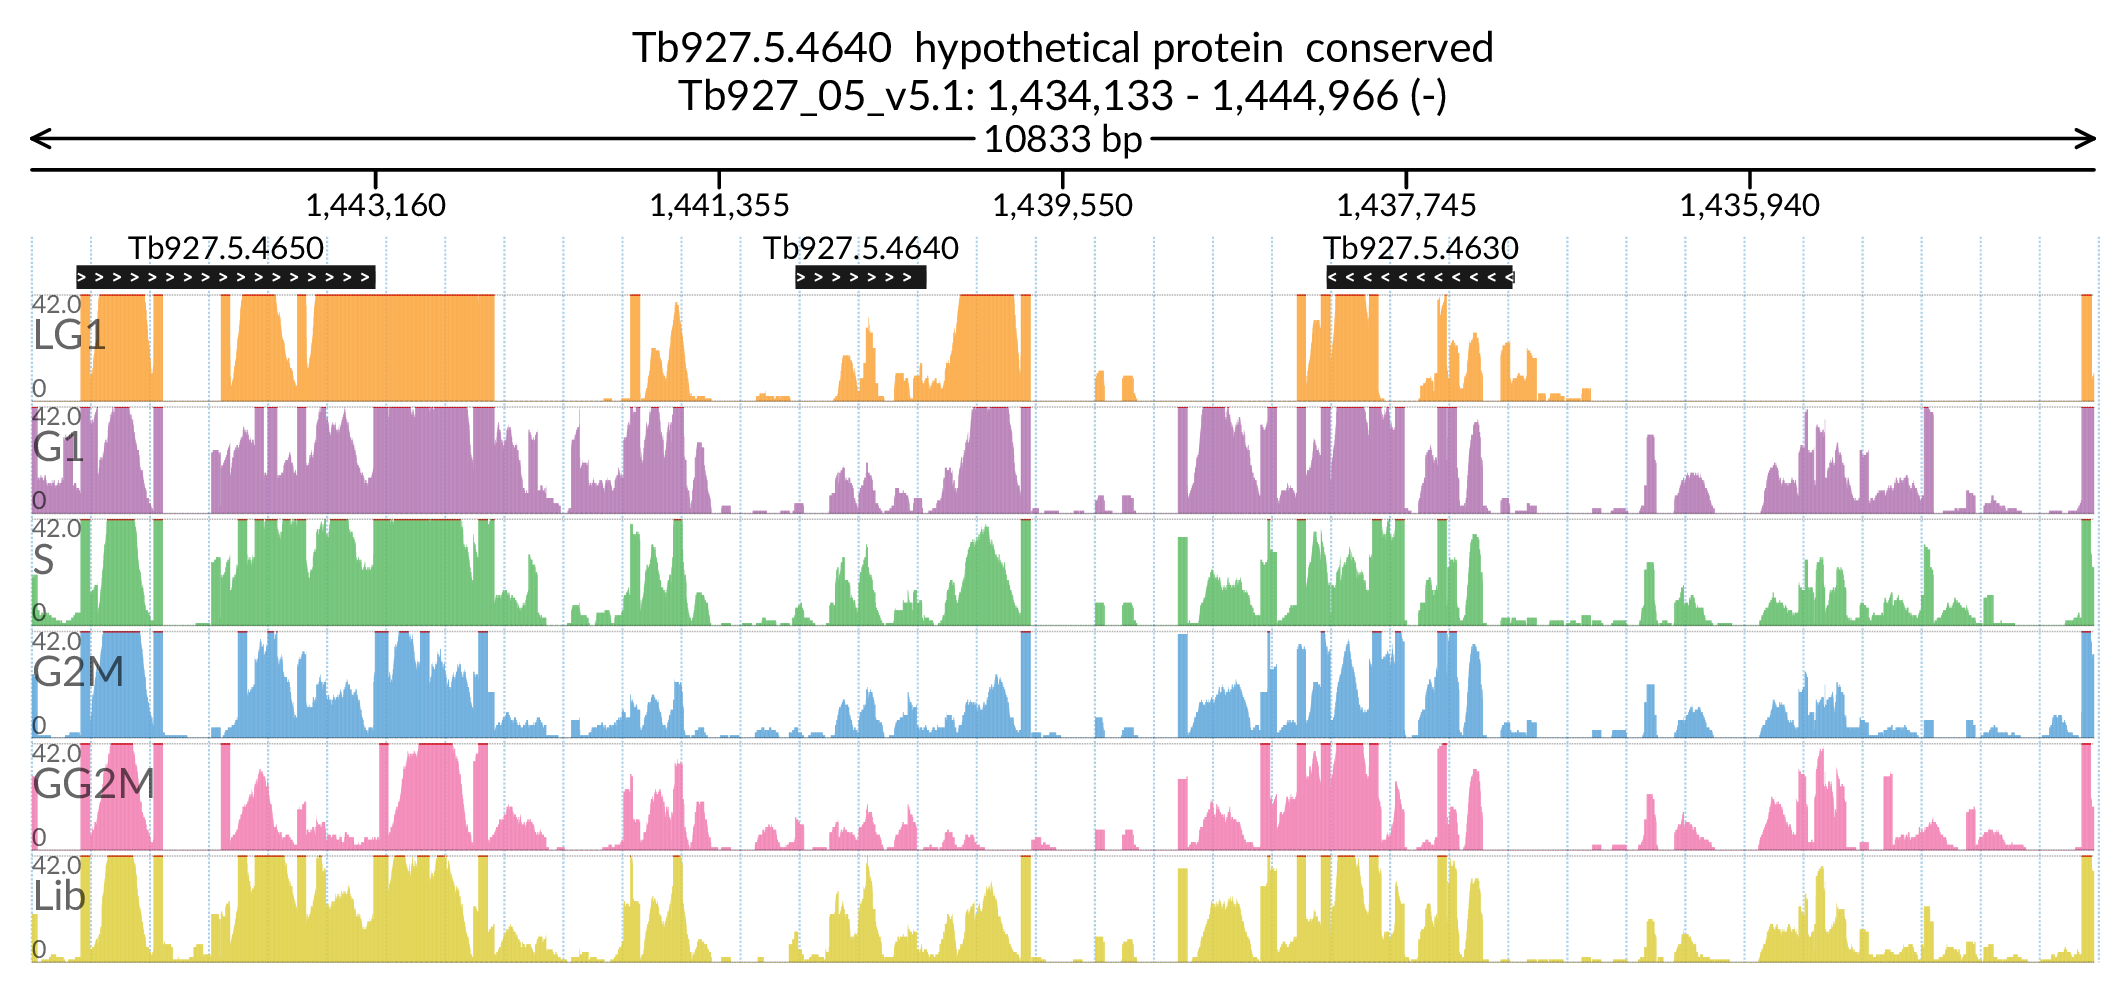 Tb927.5.4640  hypothetical protein  conserved
Tb927_05_v5.1: 1,434,133 - 1,444,966 (-)
10833 bp
1,443,160 1,441,355 1,439,550 1,437,745 1,435,940
Tb927.5.4650 Tb927.5.4640 Tb927.5.4630
42.0
LG1
0
42.0
G1
0
42.0
S
0
42.0
G2M
0
42.0
GG2M
0
42.0
Lib
0